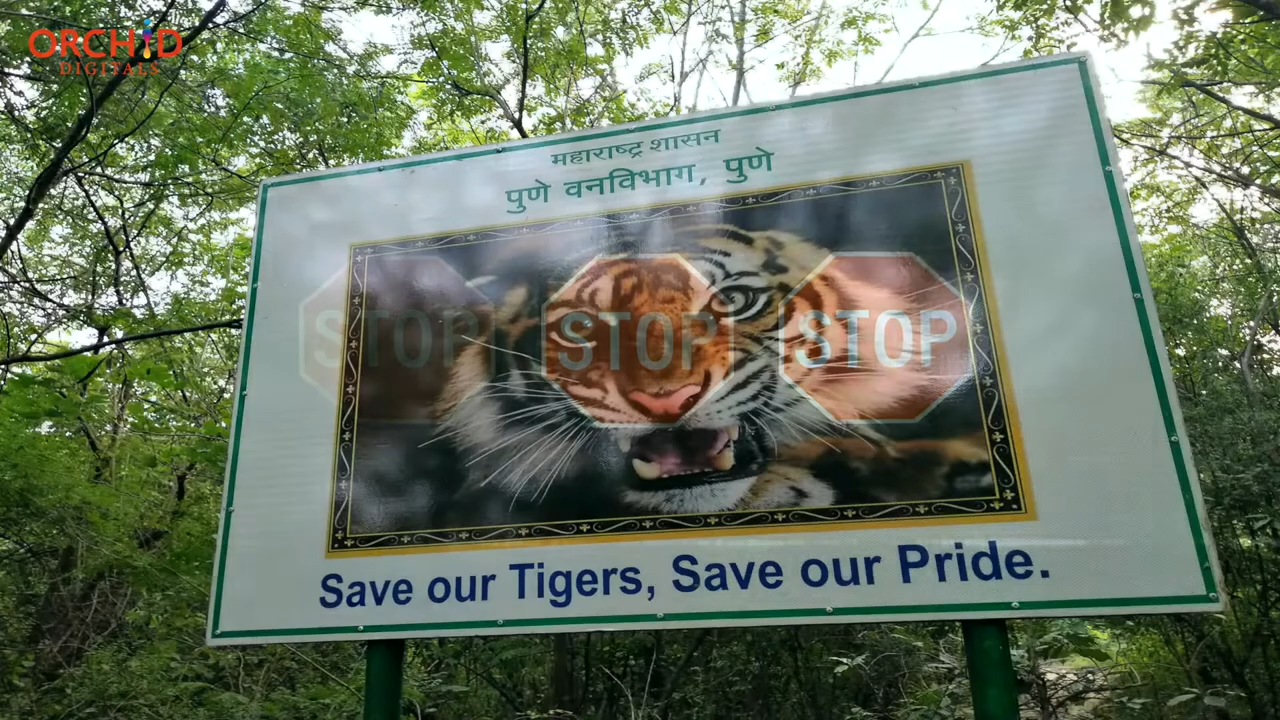 ORCHiD
DIGITALS
महाराष्ट्र शासन
पुणे वनविभाग, पुणे
STOP STOP STOP
Save our Tigers, Save our Pride.